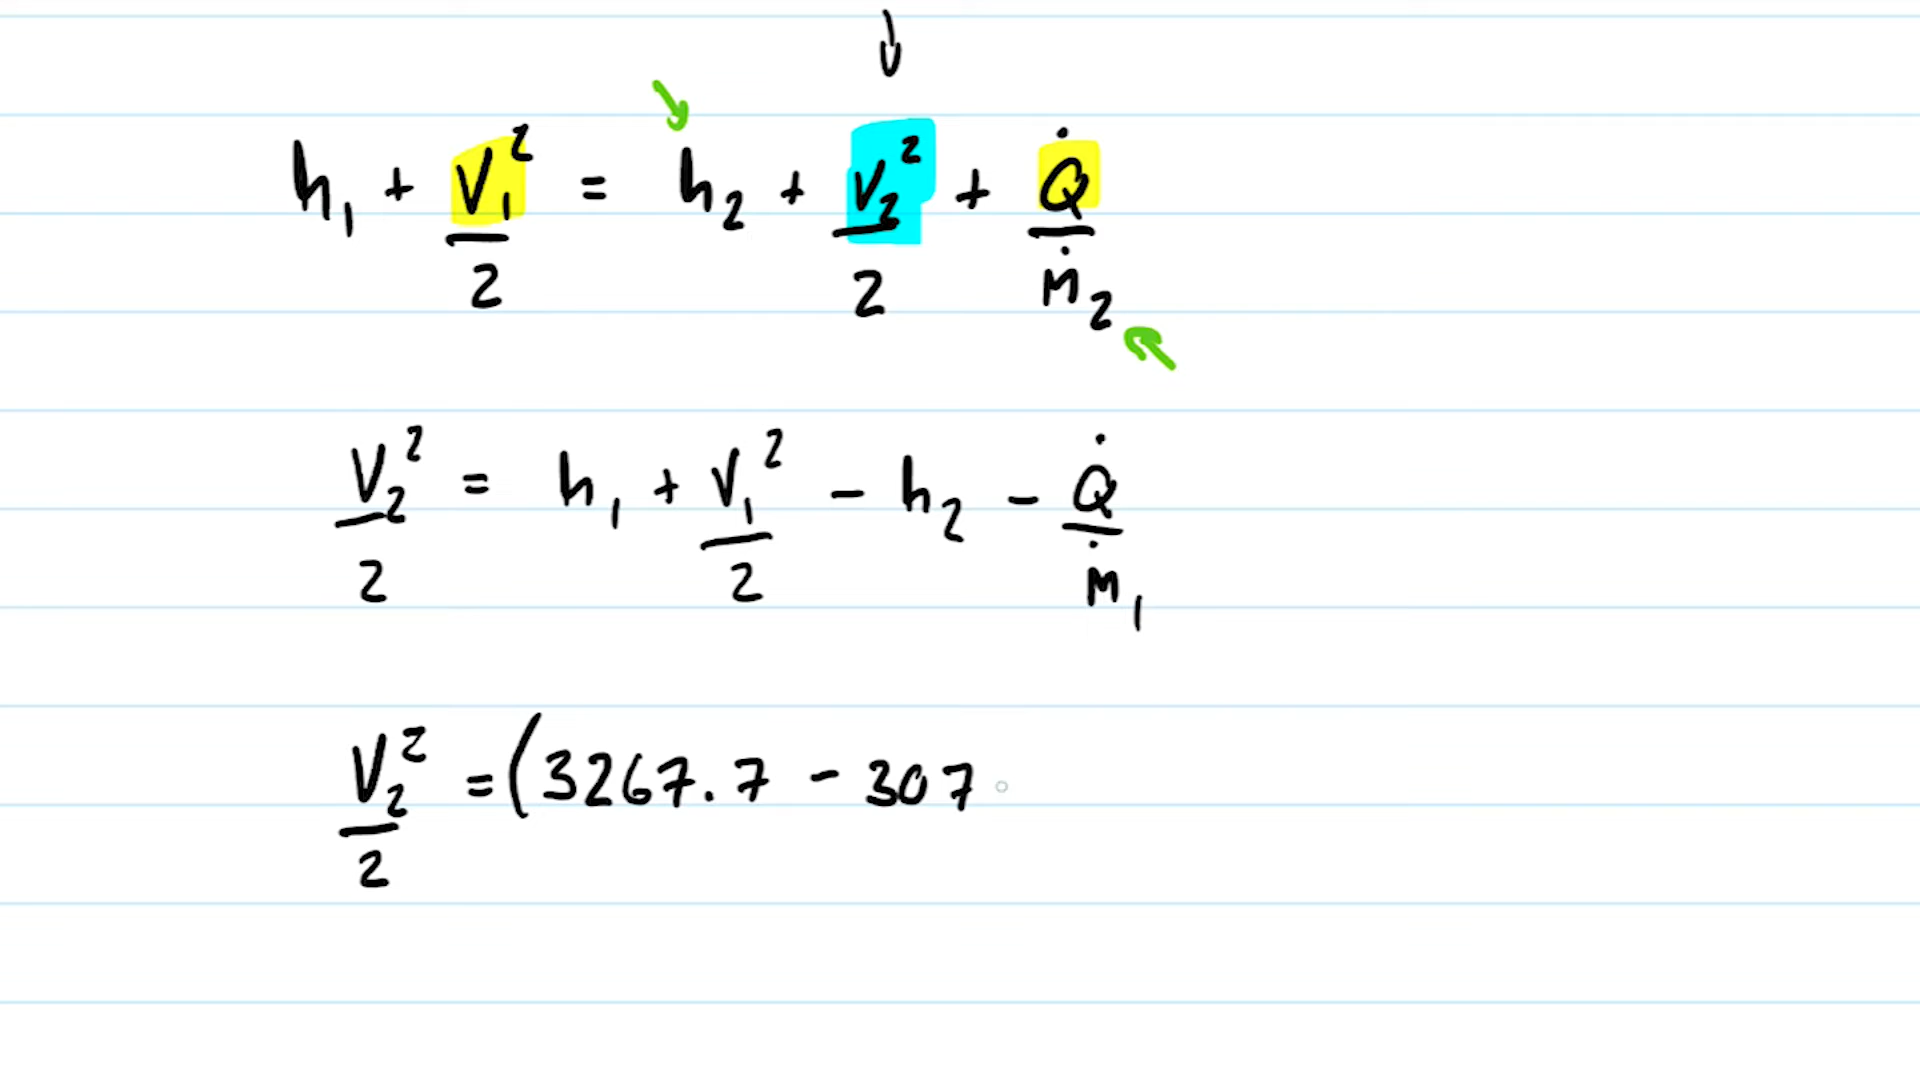 h₁ + V₁²/2 = h₂ + V₂²/2 + Q̇/ṁ₂
V₂²/2 = h₁ + V₁²/2 - h₂ - Q̇/ṁ₁
V₂²/2 = (3267.7 - 307